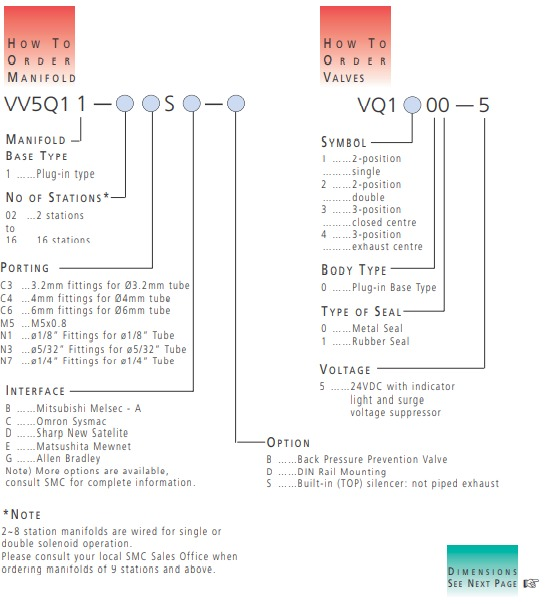 HOW TO
ORDER
MANIFOLD
VV5Q11 — S —
MANIFOLD
BASE TYPE
1 ......Plug-in type
NO OF STATIONS*
02 ...2 stations
to
16 16 stations
PORTING
C3 ...3.2mm fittings for Ø3.2mm tube
C4 ...4mm fittings for Ø4mm tube
C6 ...6mm fittings for Ø6mm tube
M5 ...M5x0.8
N1 ...ø1/8" Fittings for ø1/8" Tube
N3 ...ø5/32" Fittings for ø5/32" Tube
N7 ...ø1/4" Fittings for ø1/4" Tube
INTERFACE
B ......Mitsubishi Melsec - A
C ......Omron Sysmac
D ......Sharp New Satelite
E ......Matsushita Mewnet
G ......Allen Bradley
Note) More options are available,
consult SMC for complete information.
OPTION
B ......Back Pressure Prevention Valve
D ......DIN Rail Mounting
S ......Built-in (TOP) silencer: not piped exhaust
*NOTE
2~8 station manifolds are wired for single or
double solenoid operation.
Please consult your local SMC Sales Office when
ordering manifolds of 9 stations and above.
HOW TO
ORDER
VALVES
VQ1 00 — 5
SYMBOL
1 ......2-position
.........single
2 ......2-position
.........double
3 ......3-position
.........closed centre
4 ......3-position
.........exhaust centre
BODY TYPE
0 ......Plug-in Base Type
TYPE OF SEAL
0 ......Metal Seal
1 ......Rubber Seal
VOLTAGE
5 ......24VDC with indicator
light and surge
voltage suppressor
DIMENSIONS
SEE NEXT PAGE